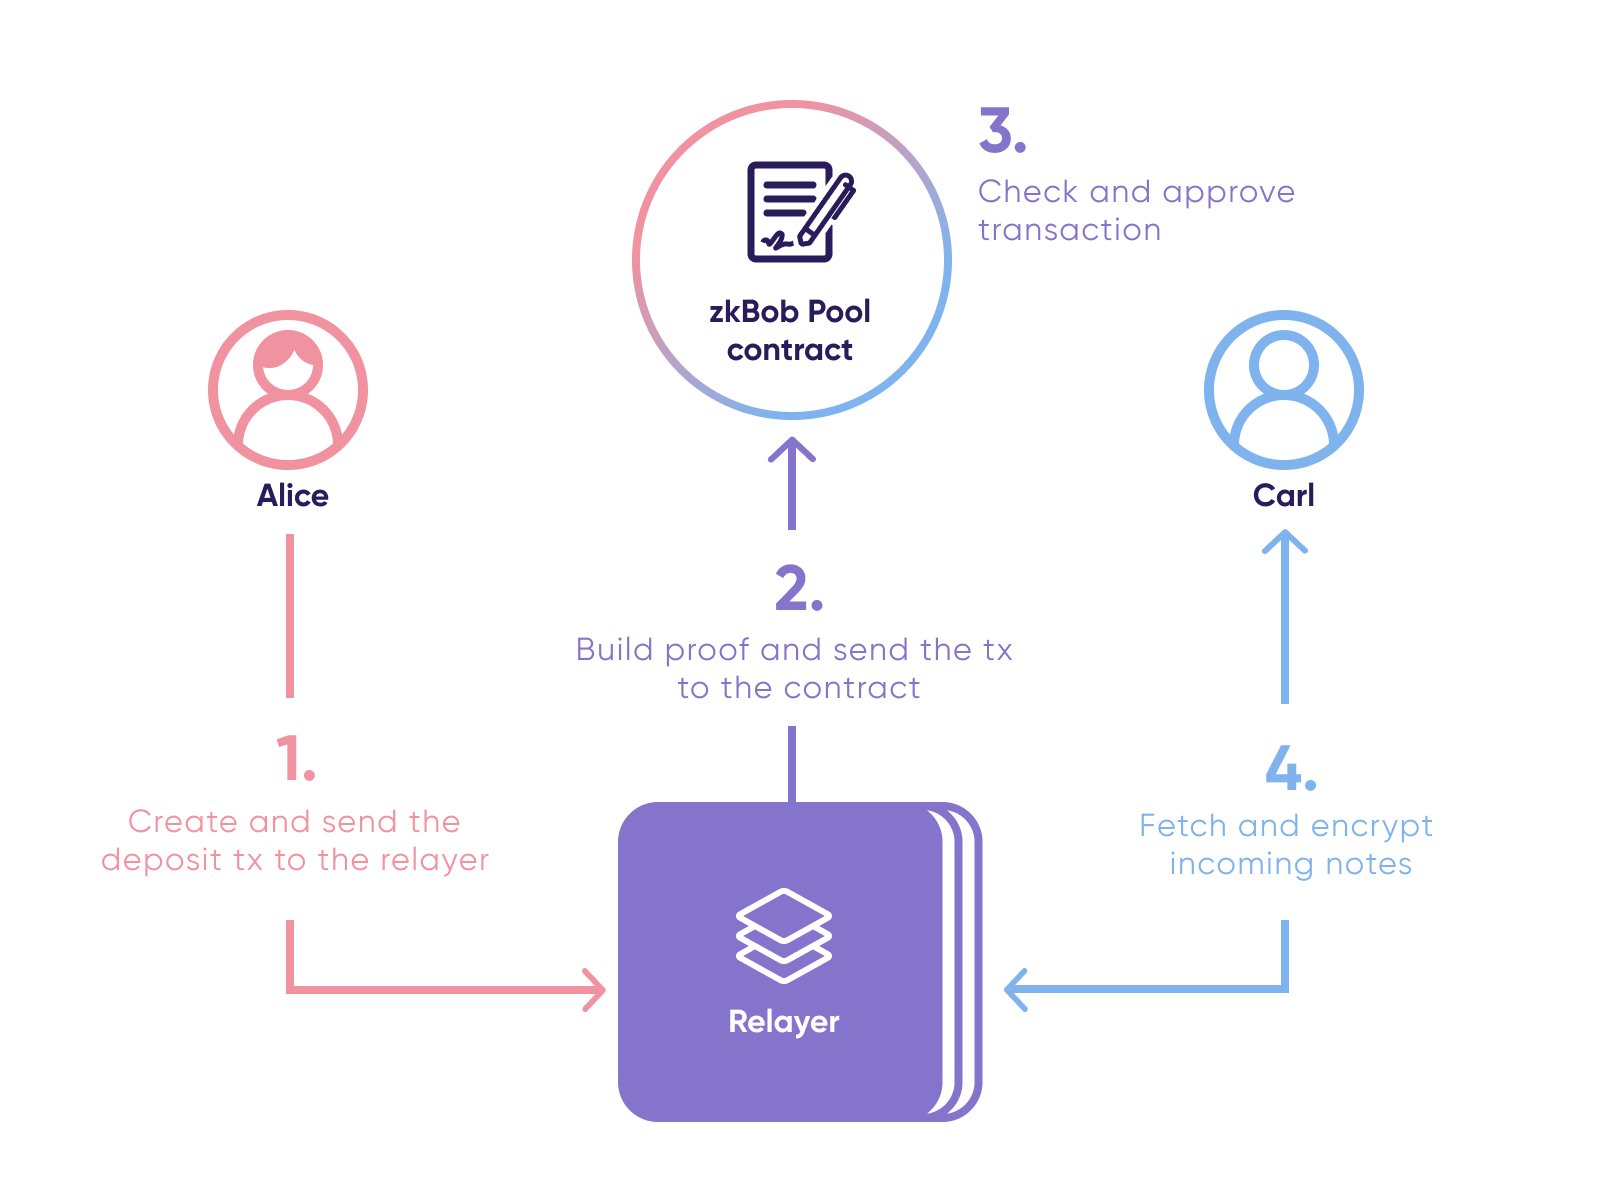 3.
Check and approve
transaction
zkBob Pool
contract
Alice
Carl
2.
Build proof and send the tx
to the contract
1.
Create and send the
deposit tx to the relayer
4.
Fetch and encrypt
incoming notes
Relayer